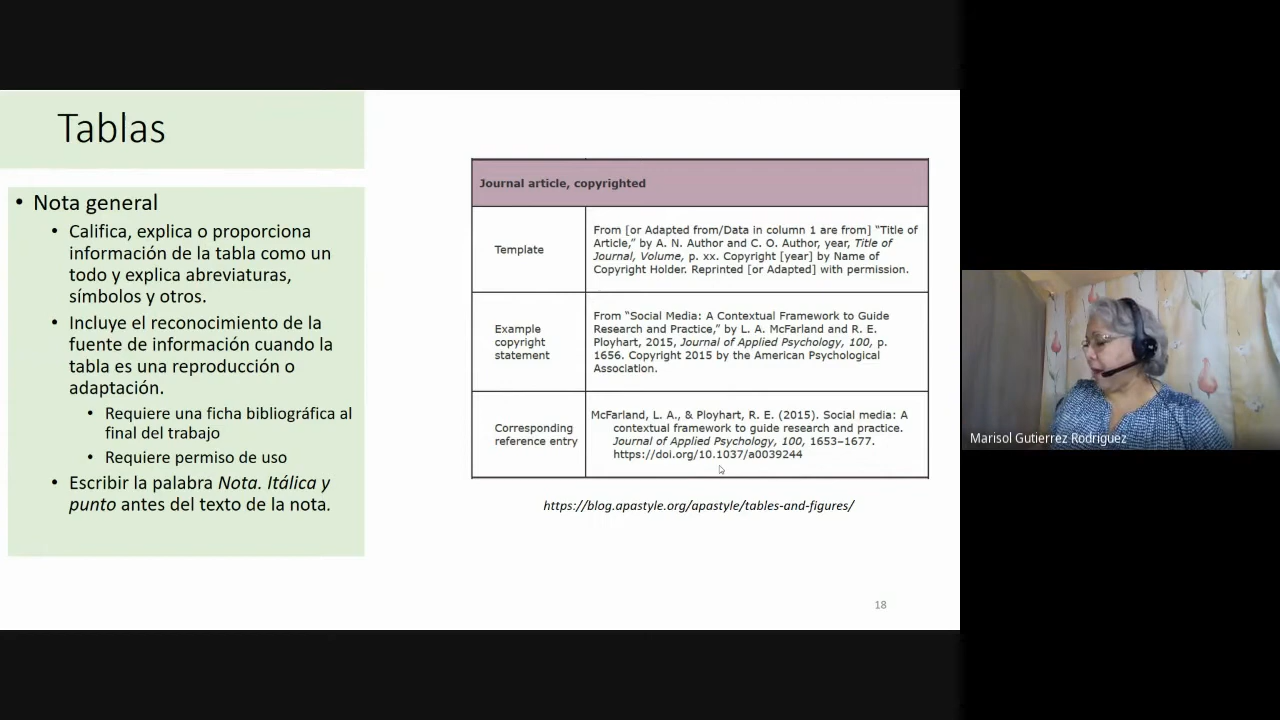 Tablas
• Nota general
• Califica, explica o proporciona
información de la tabla como un
todo y explica abreviaturas,
símbolos y otros.
• Incluye el reconocimiento de la
fuente de información cuando la
tabla es una reproducción o
adaptación.
• Requiere una ficha bibliográfica al
final del trabajo
• Requiere permiso de uso
• Escribir la palabra Nota. Itálica y
punto antes del texto de la nota.
Journal article, copyrighted
Template
From [or Adapted from/Data in column 1 are from] “Title of
Article,” by A. N. Author and C. O. Author, year, Title of
Journal, Volume, p. xx. Copyright [year] by Name of
Copyright Holder. Reprinted [or Adapted] with permission.
Example
copyright
statement
From “Social Media: A Contextual Framework to Guide
Research and Practice,” by L. A. McFarland and R. E.
Ployhart, 2015, Journal of Applied Psychology, 100, p.
1656. Copyright 2015 by the American Psychological
Association.
Corresponding
reference entry
McFarland, L. A., & Ployhart, R. E. (2015). Social media: A
contextual framework to guide research and practice.
Journal of Applied Psychology, 100, 1653–1677.
https://doi.org/10.1037/a0039244
https://blog.apastyle.org/apastyle/tables-and-figures/
18
Marisol Gutierrez Rodriguez